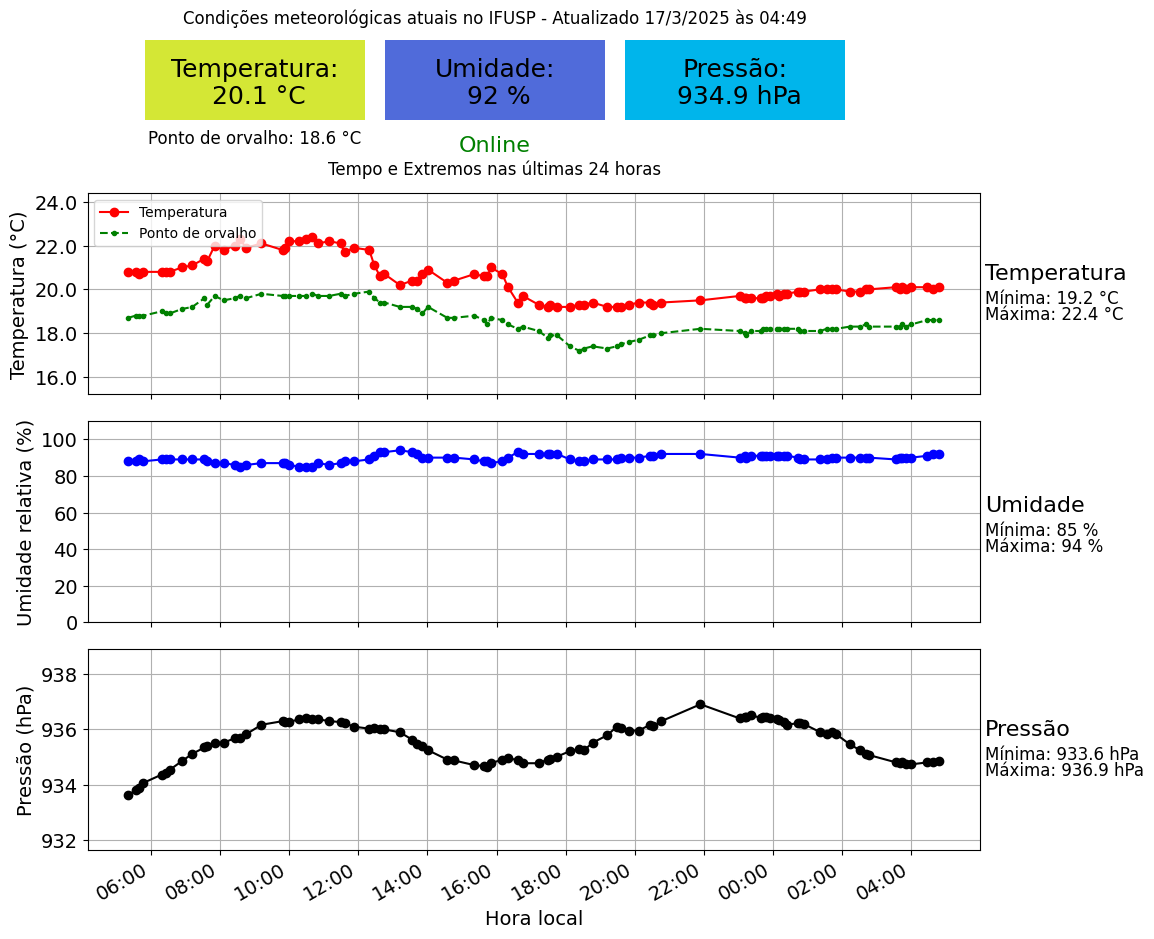 Condições meteorológicas atuais no IFUSP - Atualizado 17/3/2025 às 04:49
Temperatura:
20.1 °C
Umidade:
92 %
Pressão:
934.9 hPa
Ponto de orvalho: 18.6 °C
Online
Tempo e Extremos nas últimas 24 horas
Temperatura (°C)
24.0
22.0
20.0
18.0
16.0
Temperatura
Ponto de orvalho
Temperatura
Mínima: 19.2 °C
Máxima: 22.4 °C
Umidade relativa (%)
100
80
60
40
20
0
Umidade
Mínima: 85 %
Máxima: 94 %
Pressão (hPa)
938
936
934
932
Pressão
Mínima: 933.6 hPa
Máxima: 936.9 hPa
06:00 08:00 10:00 12:00 14:00 16:00 18:00 20:00 22:00 00:00 02:00 04:00
Hora local